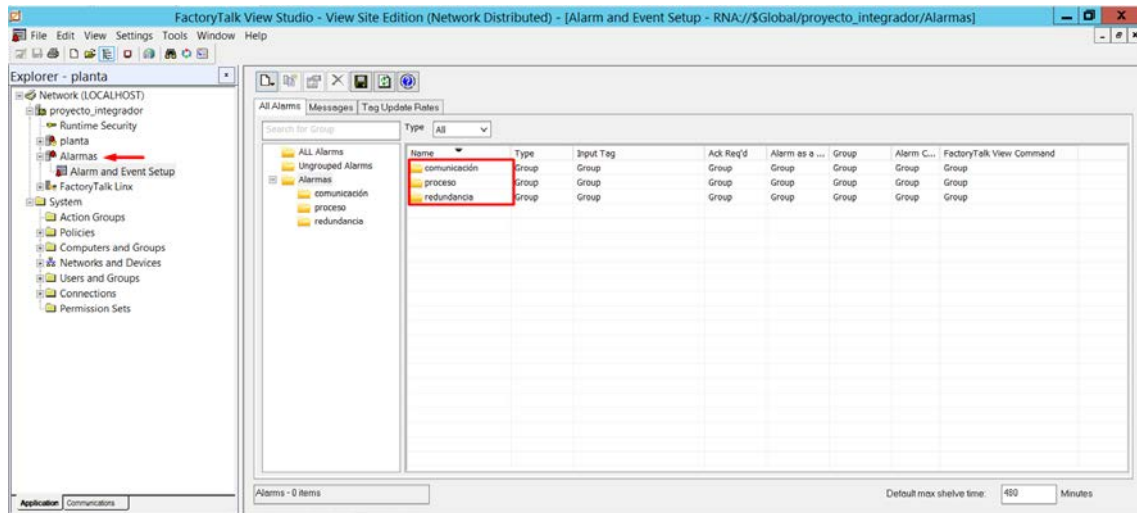 FactoryTalk View Studio - View Site Edition (Network Distributed) - [Alarm and Event Setup - RNA://$Global/proyecto_integrador/Alarmas]
File Edit View Settings Tools Window Help
Explorer - planta
Network (LOCALHOST)
proyecto_integrador
Runtime Security
planta
Alarmas
Alarm and Event Setup
FactoryTalk Linx
System
Action Groups
Policies
Computers and Groups
Networks and Devices
Users and Groups
Connections
Permission Sets
Application Communications
All Alarms Messages Tag Update Rates
Search for Group Type All
ALL Alarms
Ungrouped Alarms
Alarmas
comunicación
proceso
redundancia
Name Type Input Tag Ack Req'd Alarm as a ... Group Alarm C... FactoryTalk View Command
comunicación Group Group Group Group Group Group Group
proceso Group Group Group Group Group Group Group
redundancia Group Group Group Group Group Group Group
Alarms - 0 items
Default max shelve time: 480 Minutes